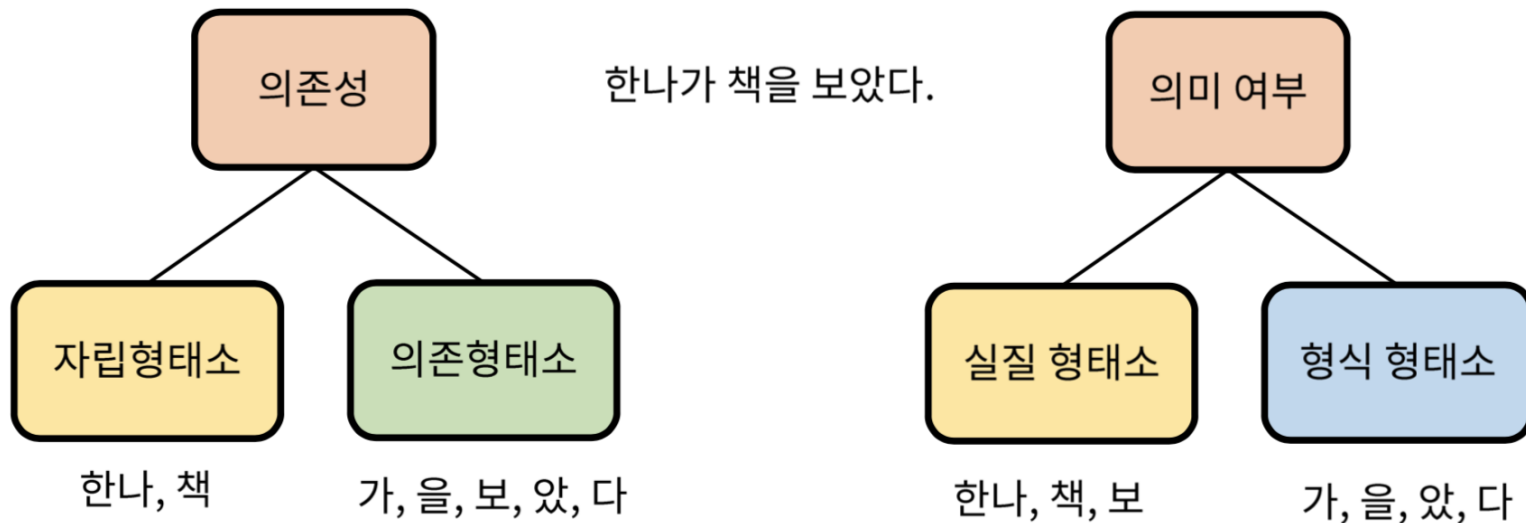 의존성
한나가 책을 보았다.
의미 여부
자립형태소
의존형태소
실질 형태소
형식 형태소
한나, 책
가, 을, 보, 았, 다
한나, 책, 보
가, 을, 았, 다